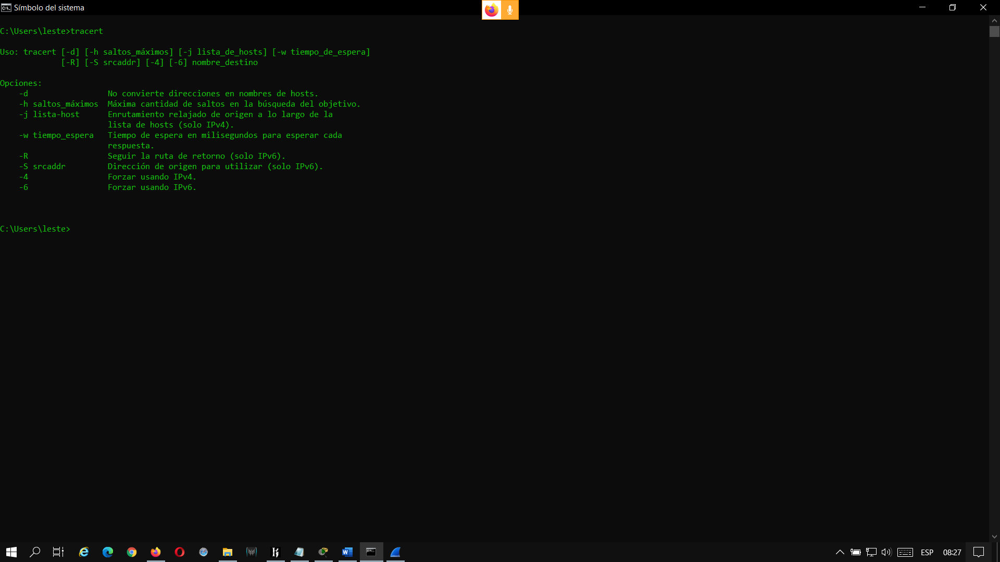 Símbolo del sistema
C:\Users\leste>tracert
Uso: tracert [-d] [-h saltos_máximos] [-j lista_de_hosts] [-w tiempo_de_espera]
[-R] [-S srcaddr] [-4] [-6] nombre_destino
Opciones:
-d No convierte direcciones en nombres de hosts.
-h saltos_máximos Máxima cantidad de saltos en la búsqueda del objetivo.
-j lista-host Enrutamiento relajado de origen a lo largo de la
lista de hosts (solo IPv4).
-w tiempo_espera Tiempo de espera en milisegundos para esperar cada
respuesta.
-R Seguir la ruta de retorno (solo IPv6).
-S srcaddr Dirección de origen para utilizar (solo IPv6).
-4 Forzar usando IPv4.
-6 Forzar usando IPv6.
C:\Users\leste>
ESP 08:27